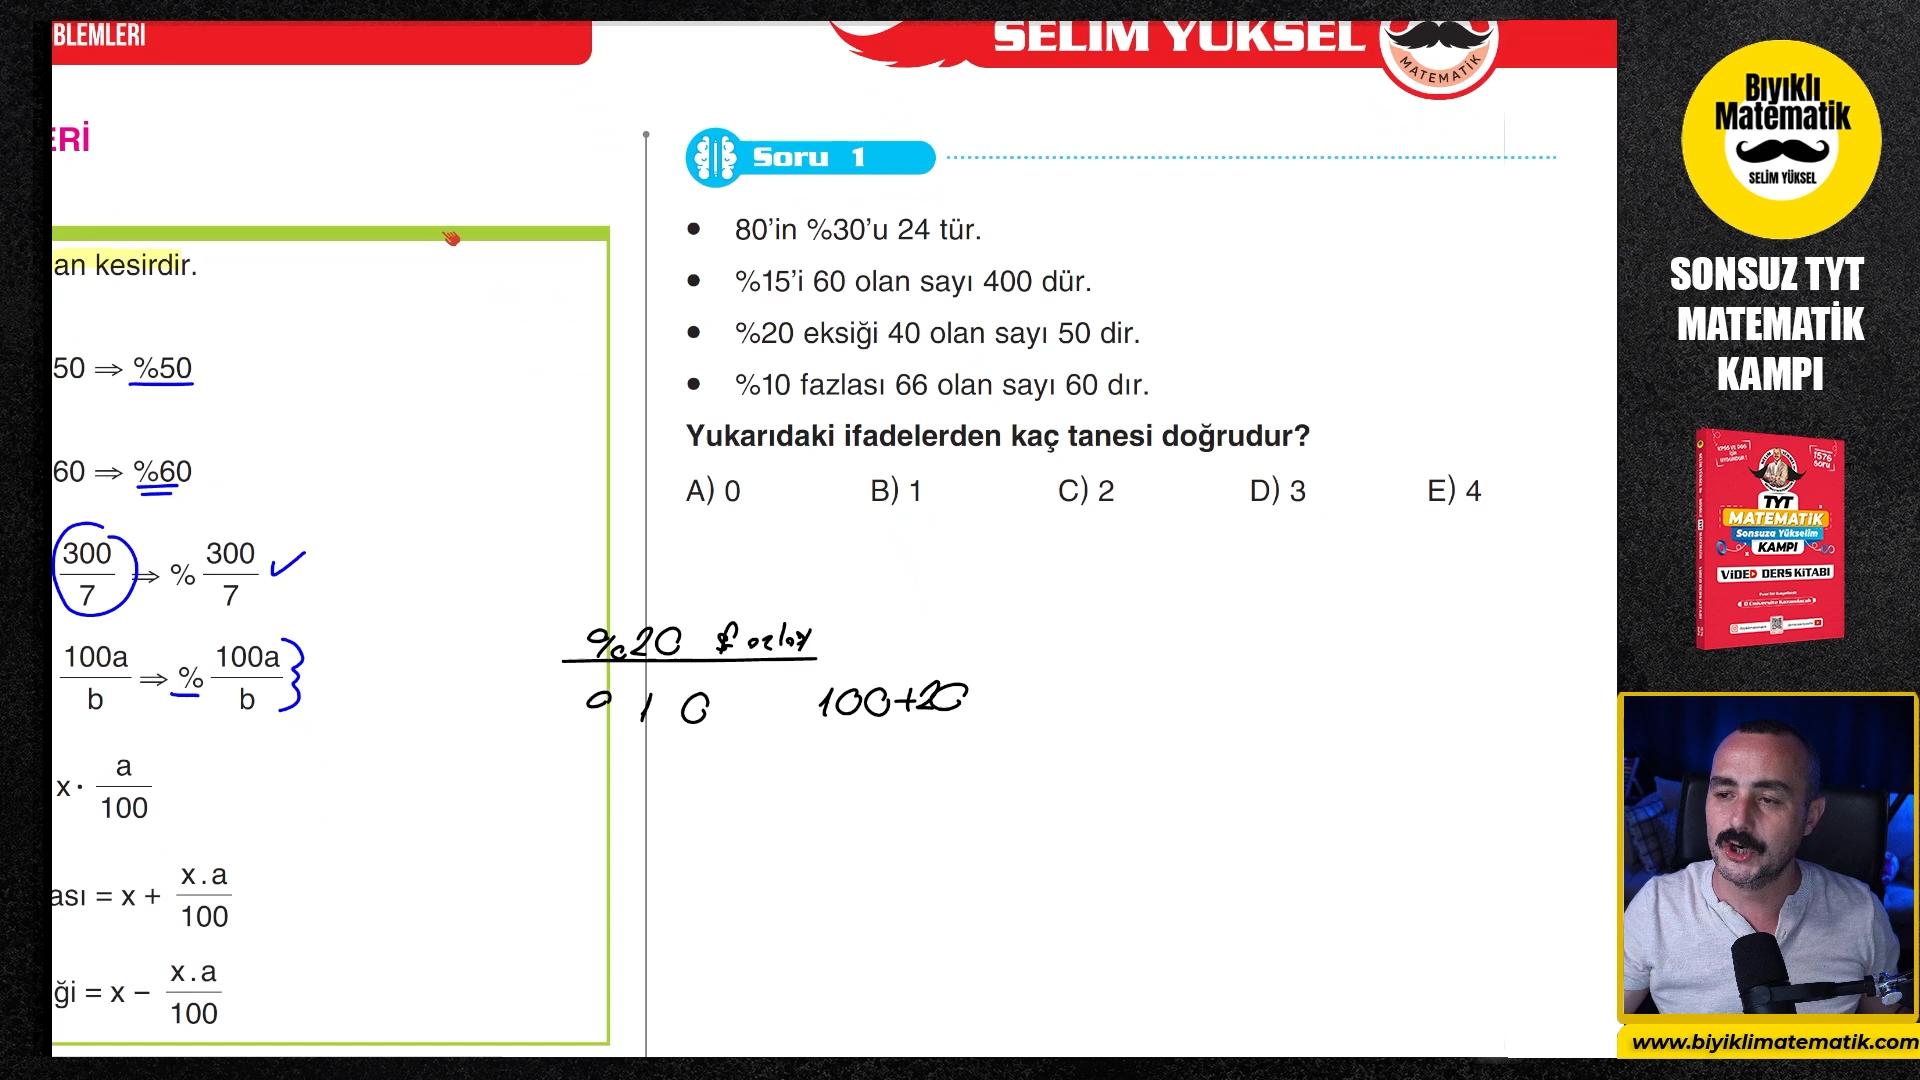 BLEMLERİ
SELİM YÜKSEL
MATEMATİK
ERİ
an kesirdir.
50 ⇒ %50
60 ⇒ %60
300/7 ⇒ % 300/7
100a/b ⇒ % 100a/b
x · a/100
ası = x + x.a/100
ği = x − x.a/100
Soru 1
• 80’in %30’u 24 tür.
• %15’i 60 olan sayı 400 dür.
• %20 eksiği 40 olan sayı 50 dir.
• %10 fazlası 66 olan sayı 60 dır.
Yukarıdaki ifadelerden kaç tanesi doğrudur?
A) 0 B) 1 C) 2 D) 3 E) 4
%20 fazlası
100+20
Bıyıklı
Matematik
SELİM YÜKSEL
SONSUZ TYT
MATEMATİK
KAMPI
1576
Soru
TYT
MATEMATİK
Sonsuza Yükselim
KAMPI
VİDEO DERS KİTABI
www.biyiklimatematik.com